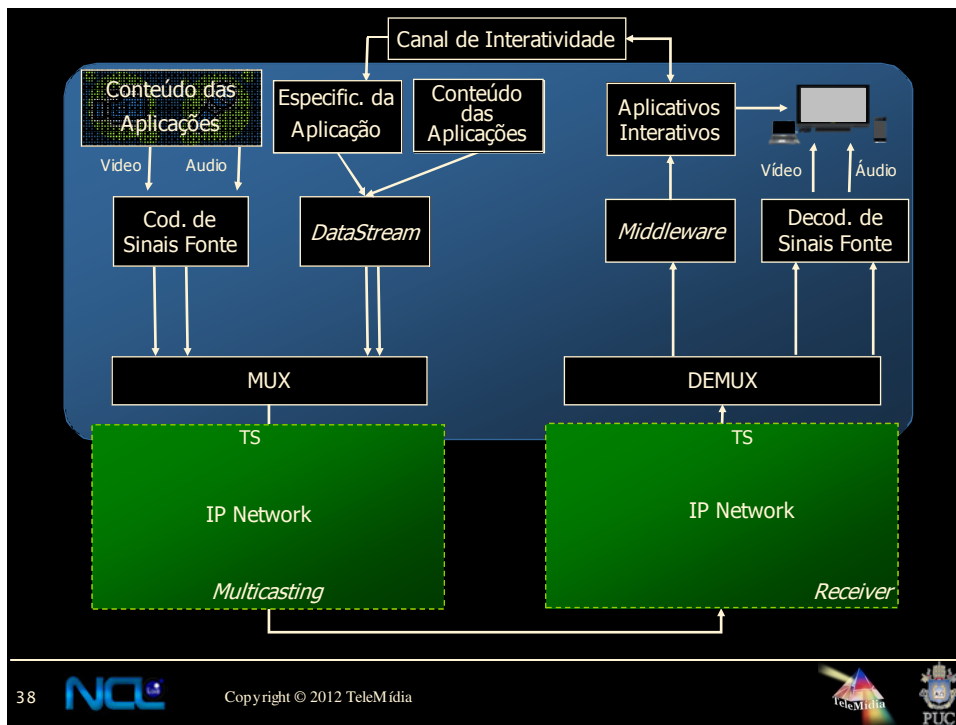 Canal de Interatividade
Conteúdo das
Aplicações
Especific. da
Aplicação
Conteúdo
das
Aplicações
Aplicativos
Interativos
Video
Audio
Vídeo
Áudio
Cod. de
Sinais Fonte
DataStream
Middleware
Decod. de
Sinais Fonte
MUX
DEMUX
TS
TS
IP Network
IP Network
Multicasting
Receiver
38
NCL
Copyright © 2012 TeleMídia
TeleMídia
PUC